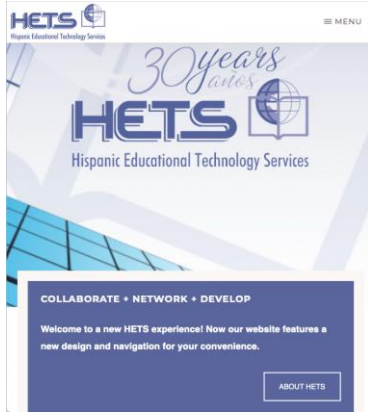 HETS
Hispanic Educational Technology Services
≡ MENU
30 years
años
HETS
Hispanic Educational Technology Services
COLLABORATE + NETWORK + DEVELOP
Welcome to a new HETS experience! Now our website features a
new design and navigation for your convenience.
ABOUT HETS